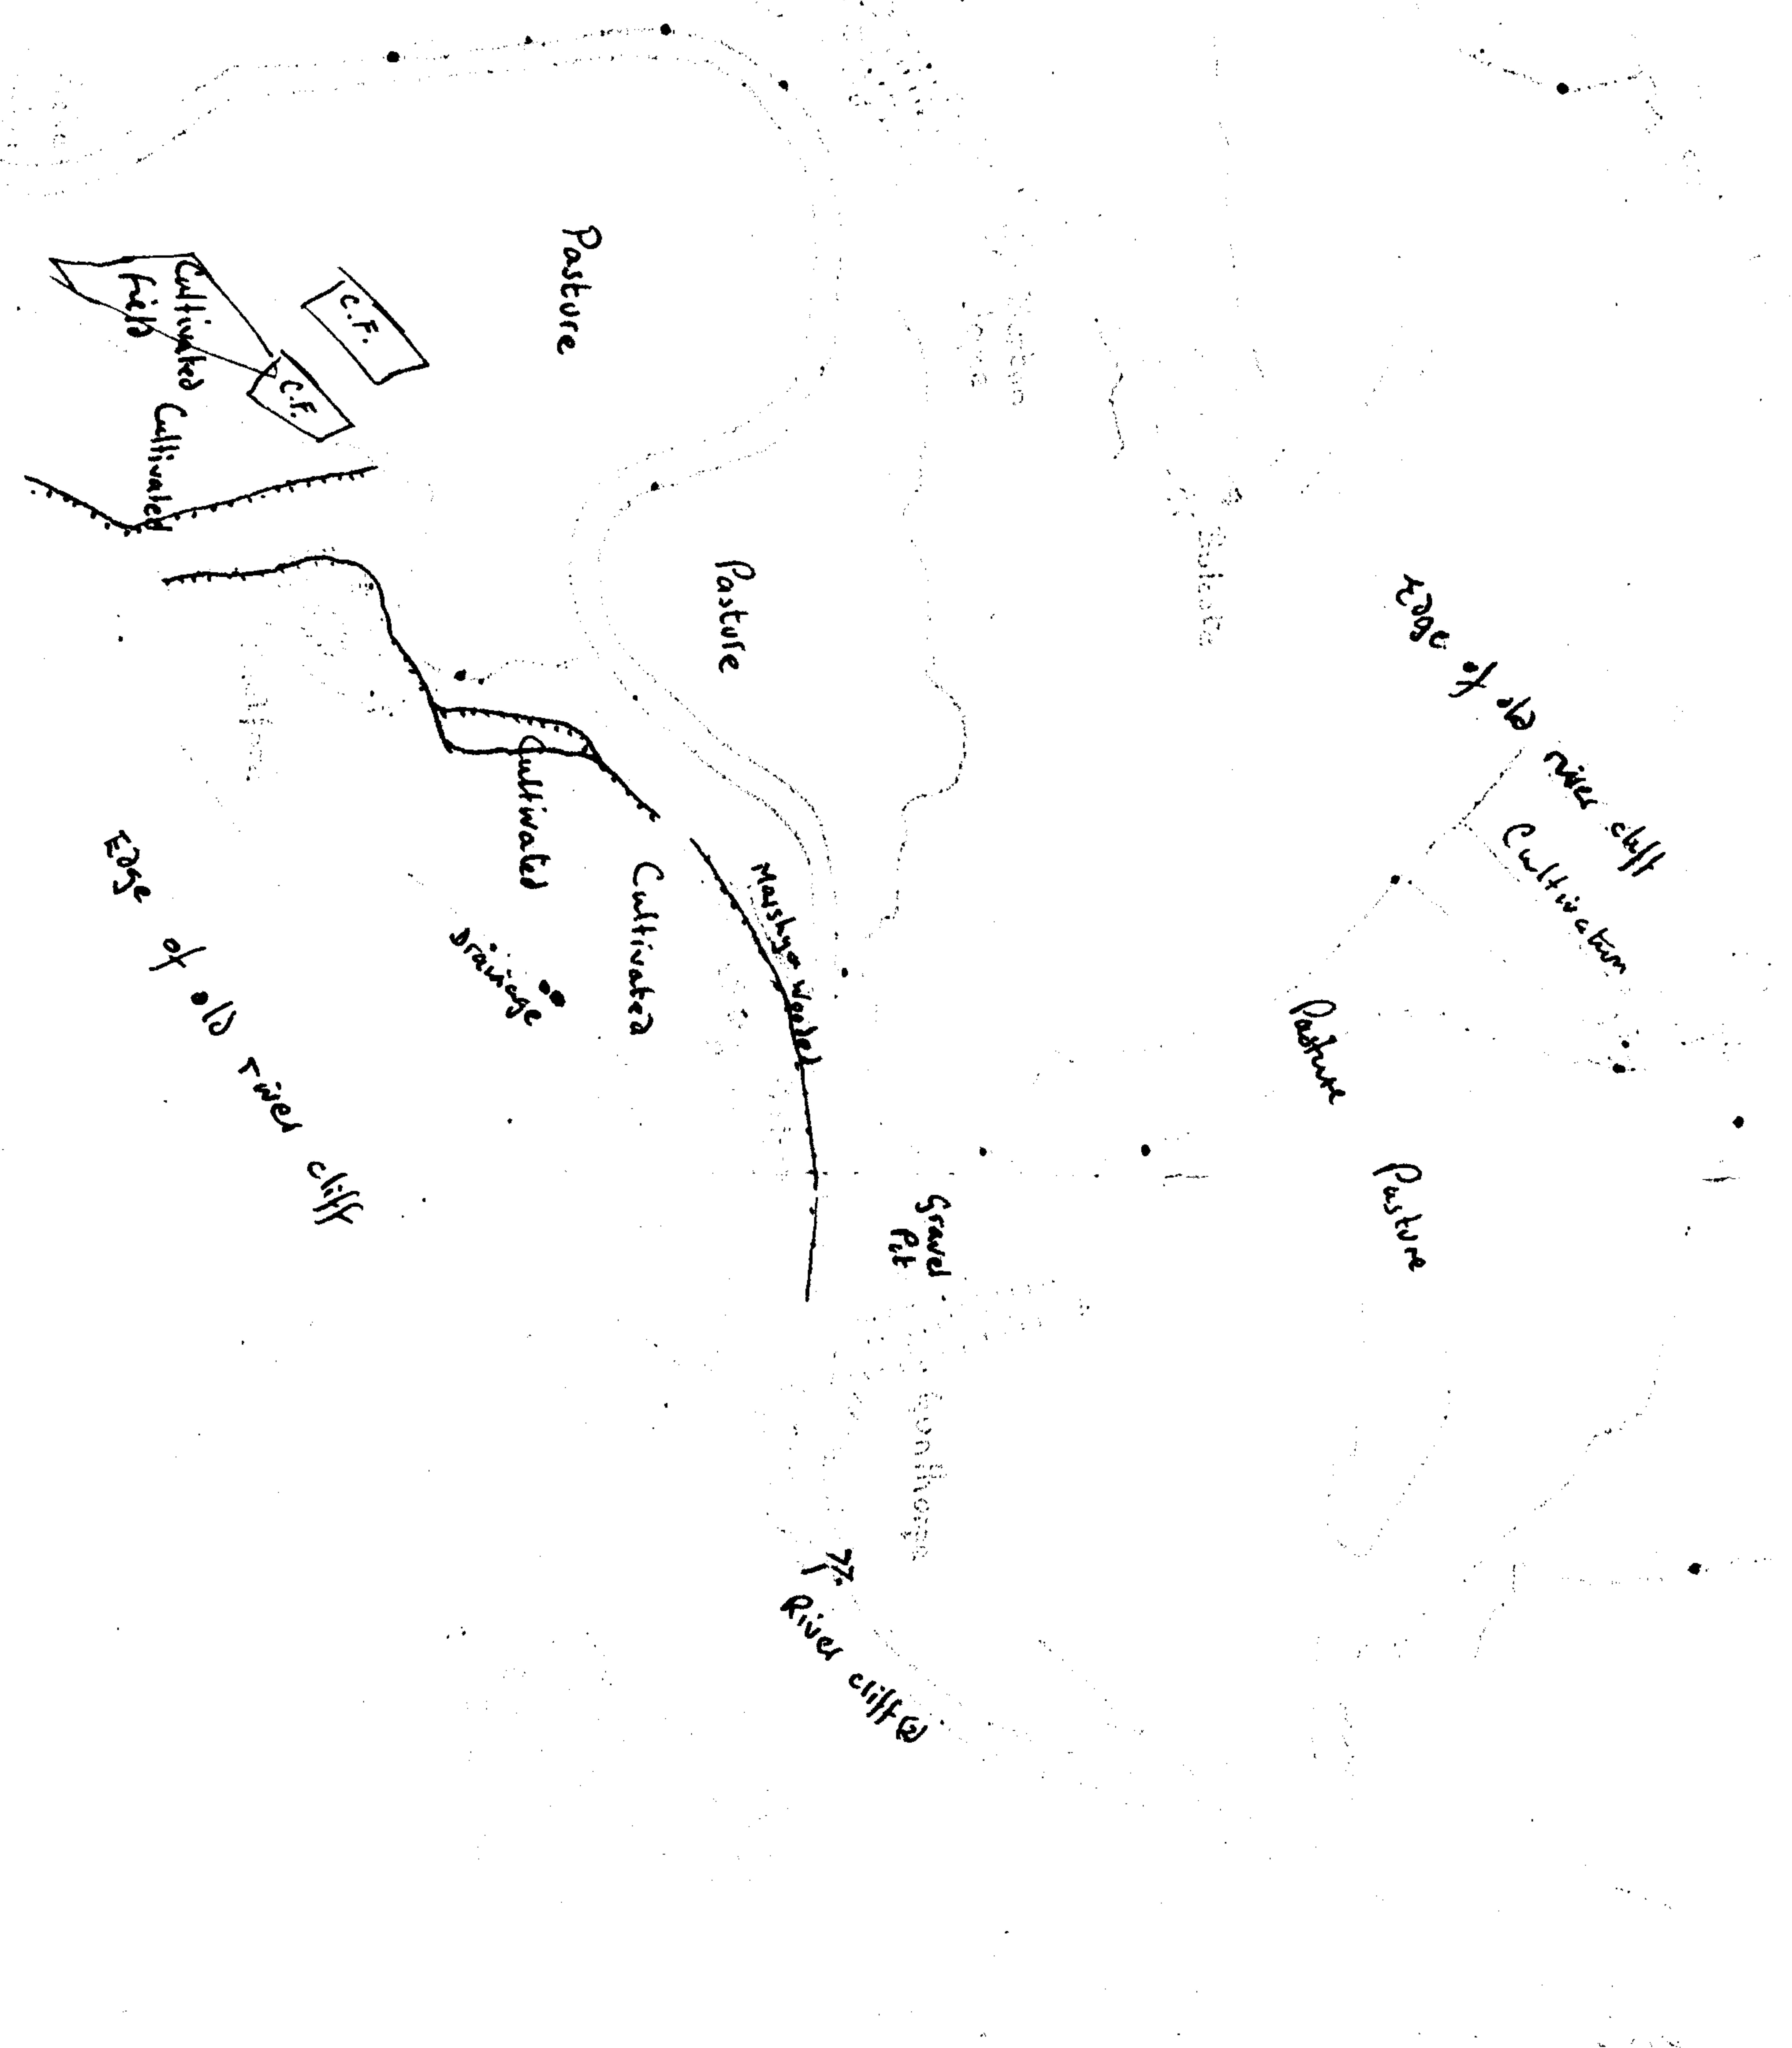 Edge of old river cliff
Cultivation
Pasture
Pasture
Gravel
Pit
Pasture
Marshy + Wooded
River cliff
Pasture
Cultivated
Cultivated
Drainage
C.F.
C.F.
Cultivated
field
Cultivated
Edge of old river cliff